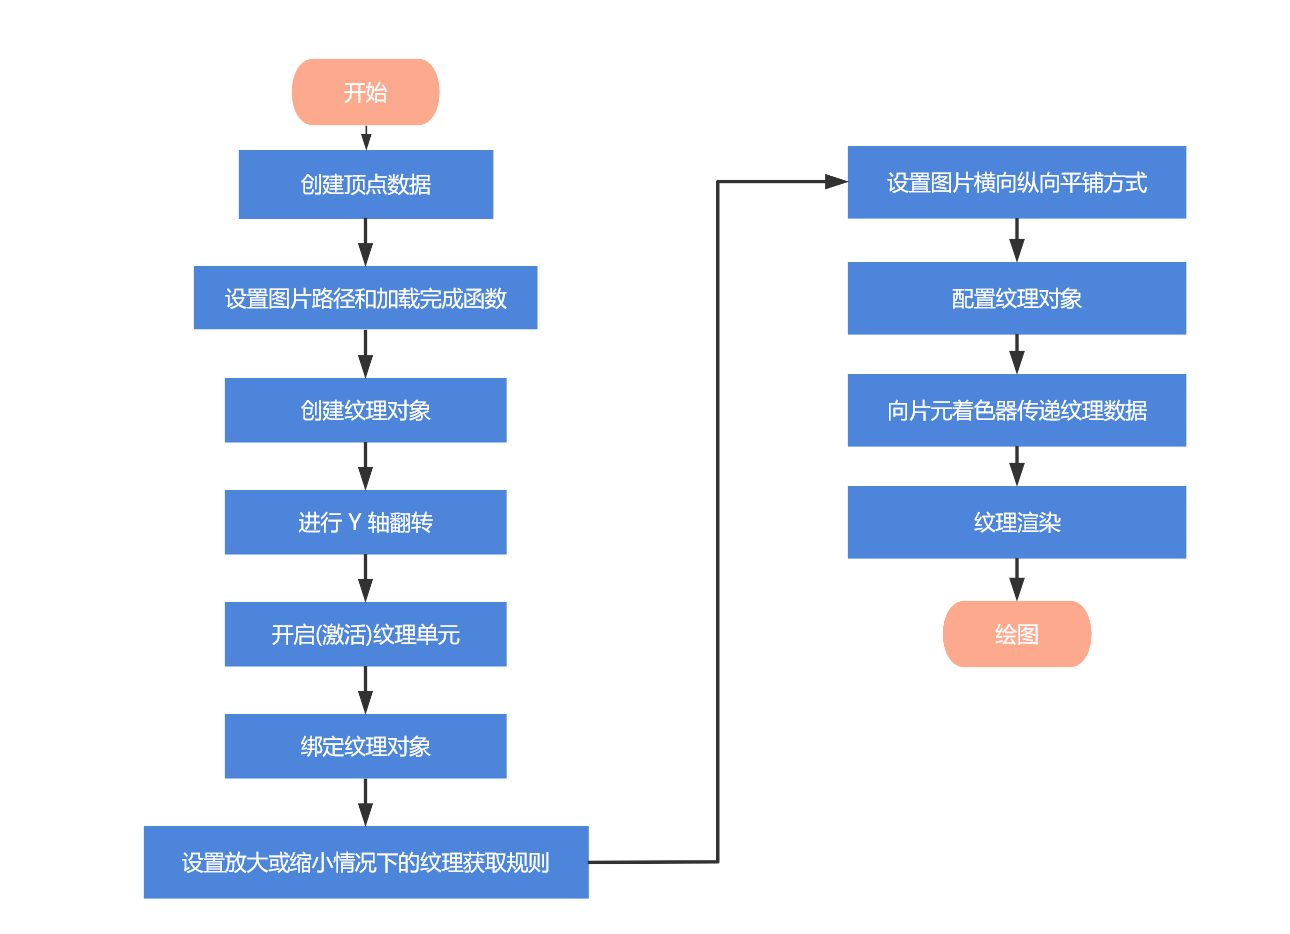 开始
创建顶点数据
设置图片路径和加载完成函数
创建纹理对象
进行 Y 轴翻转
开启(激活)纹理单元
绑定纹理对象
设置放大或缩小情况下的纹理获取规则
设置图片横向纵向平铺方式
配置纹理对象
向片元着色器传递纹理数据
纹理渲染
绘图